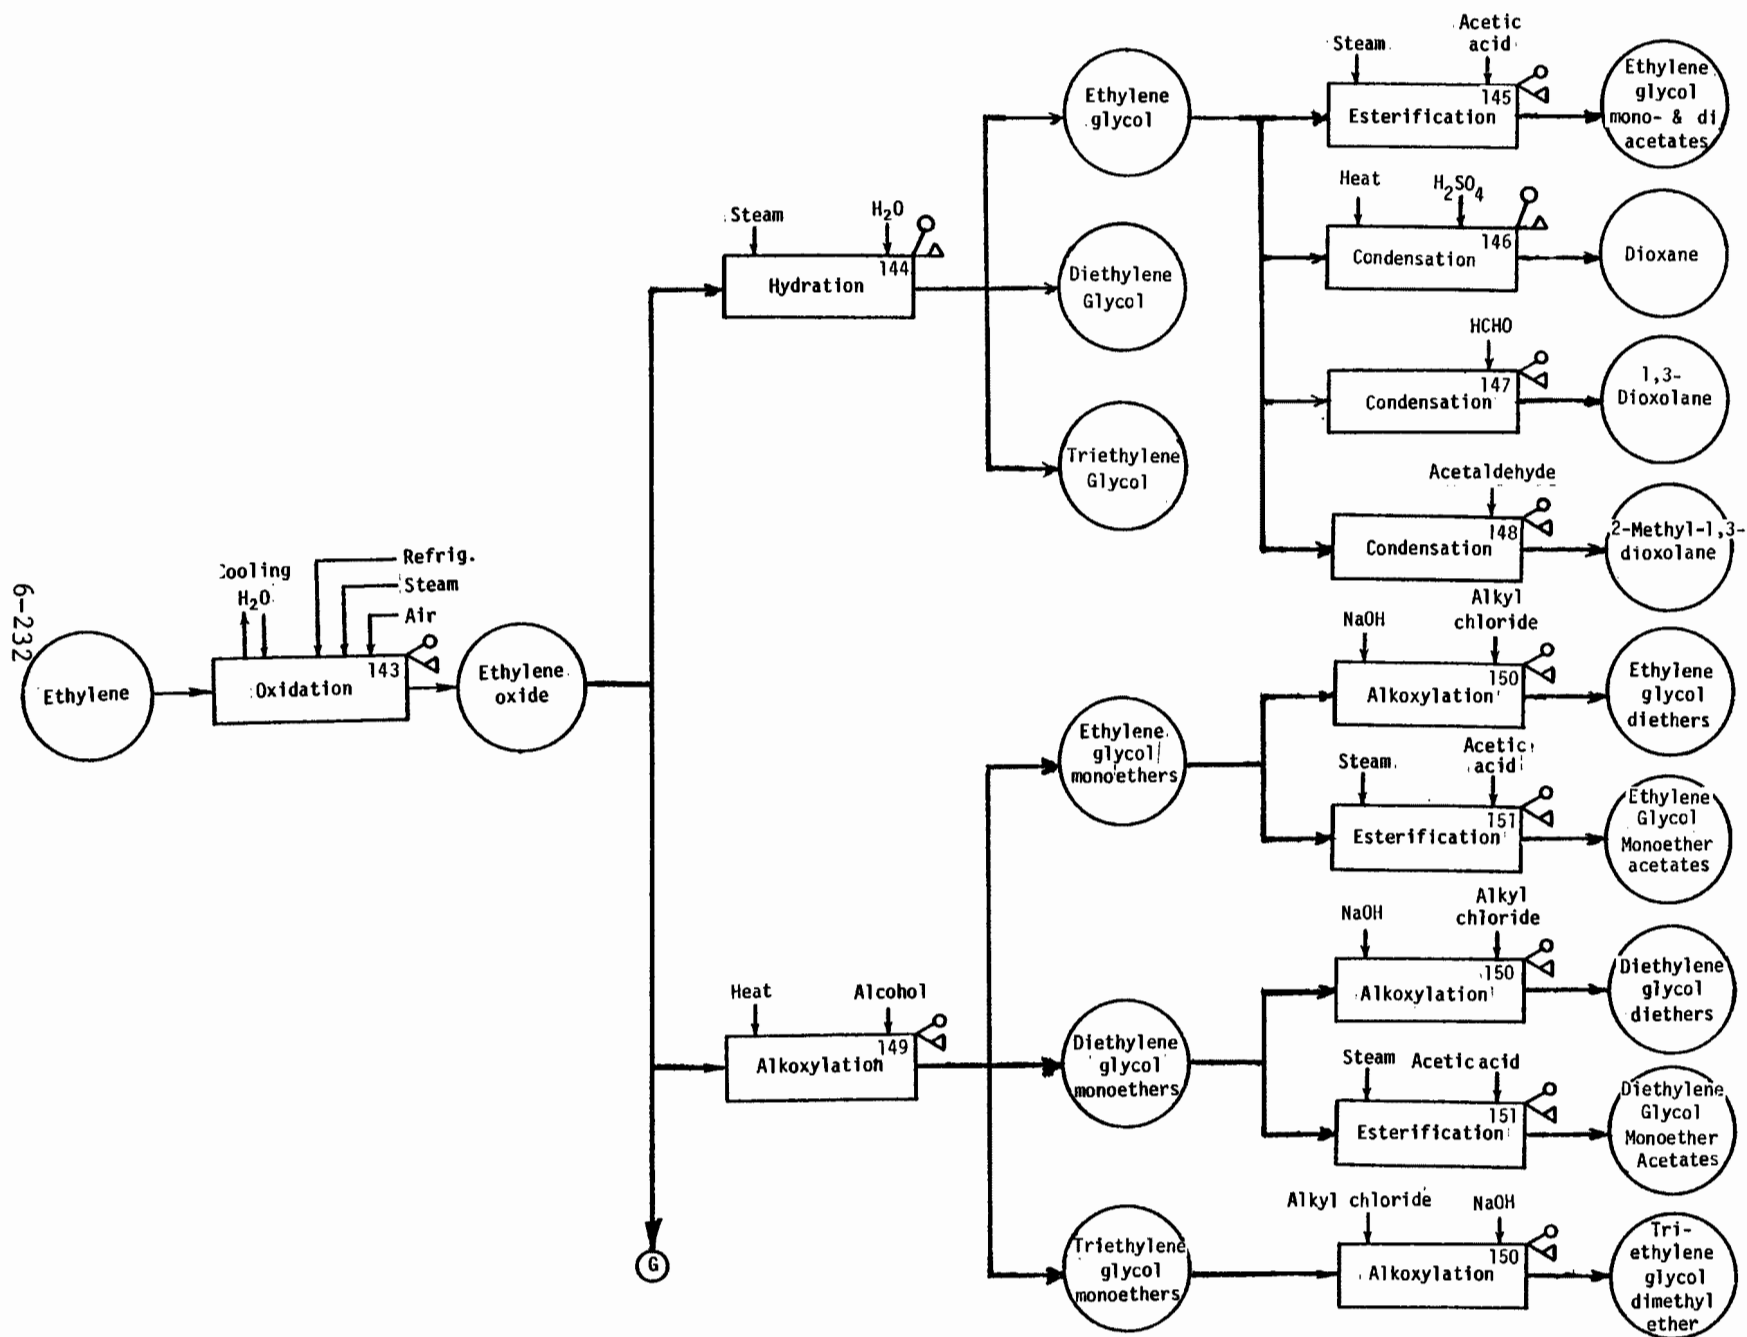 6-232
Ethylene
Cooling
H2O
Refrig.
Steam
Air
143
Oxidation
Ethylene
oxide
G
Steam
H2O
144
Hydration
Ethylene
glycol
Diethylene
Glycol
Triethylene
Glycol
Steam
Acetic
acid
145
Esterification
Ethylene
glycol
mono- & di
acetates
Heat
H2SO4
146
Condensation
Dioxane
HCHO
147
Condensation
1,3-
Dioxolane
Acetaldehyde
148
Condensation
2-Methyl-1,3-
dioxolane
Heat
Alcohol
149
Alkoxylation
Ethylene
glycol
monoethers
NaOH
Alkyl
chloride
150
Alkoxylation
Ethylene
glycol
diethers
Steam
Acetic
acid
151
Esterification
Ethylene
Glycol
Monoether
acetates
Diethylene
glycol
monoethers
NaOH
Alkyl
chloride
150
Alkoxylation
Diethylene
glycol
diethers
Steam
Acetic acid
151
Esterification
Diethylene
Glycol
Monoether
Acetates
Triethylene
glycol
monoethers
Alkyl chloride
NaOH
150
Alkoxylation
Tri-
ethylene
glycol
dimethyl
ether